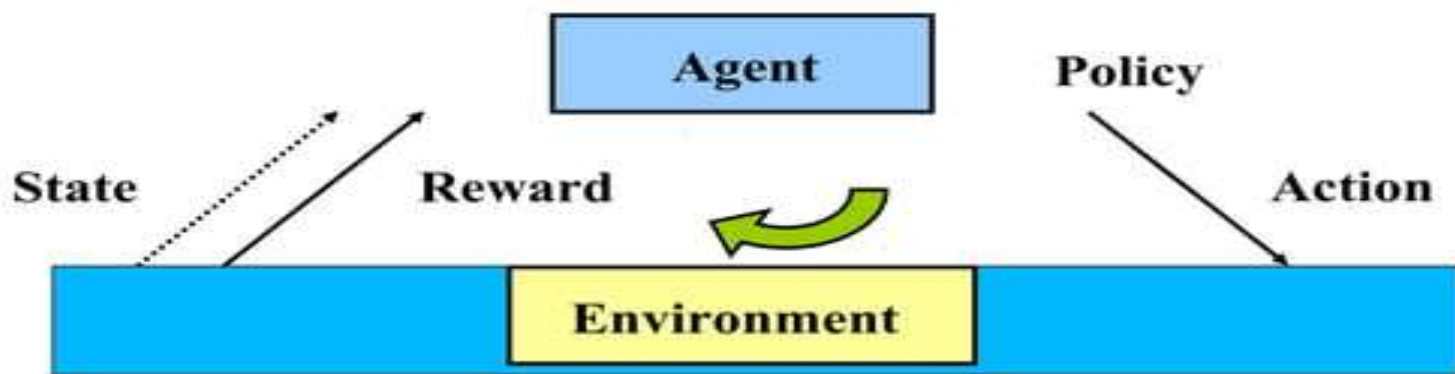 Agent
Policy
State
Reward
Action
Environment